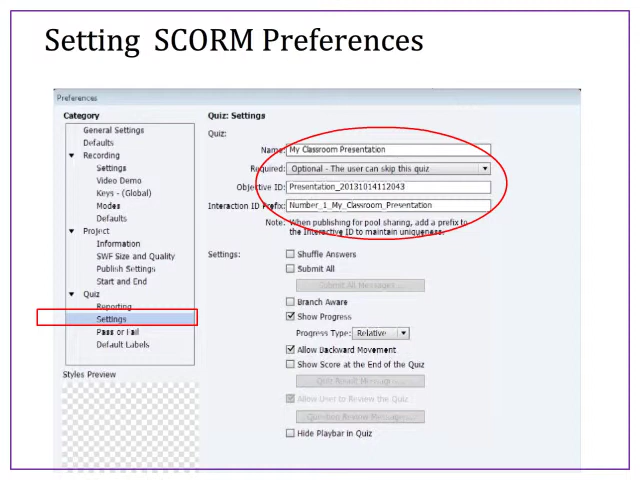 Setting SCORM Preferences
Preferences
Category
General Settings
Defaults
Recording
Settings
Video Demo
Keys - (Global)
Modes
Defaults
Project
Information
SWF Size and Quality
Publish Settings
Start and End
Quiz
Reporting
Settings
Pass or Fail
Default Labels
Styles Preview
Quiz: Settings
Quiz:
Name: My Classroom Presentation
Required: Optional - The user can skip this quiz
Objective ID: Presentation_20131014112043
Interaction ID Prefix: Number_1_My_Classroom_Presentation
Note: When publishing for pool sharing, add a prefix to
the Interactive ID to maintain uniqueness.
Settings:
Shuffle Answers
Submit All
Submit All Messages...
Branch Aware
Show Progress
Progress Type: Relative
Allow Backward Movement
Show Score at the End of the Quiz
Quiz Result Messages...
Allow User to Review the Quiz
Question Review Messages...
Hide Playbar in Quiz